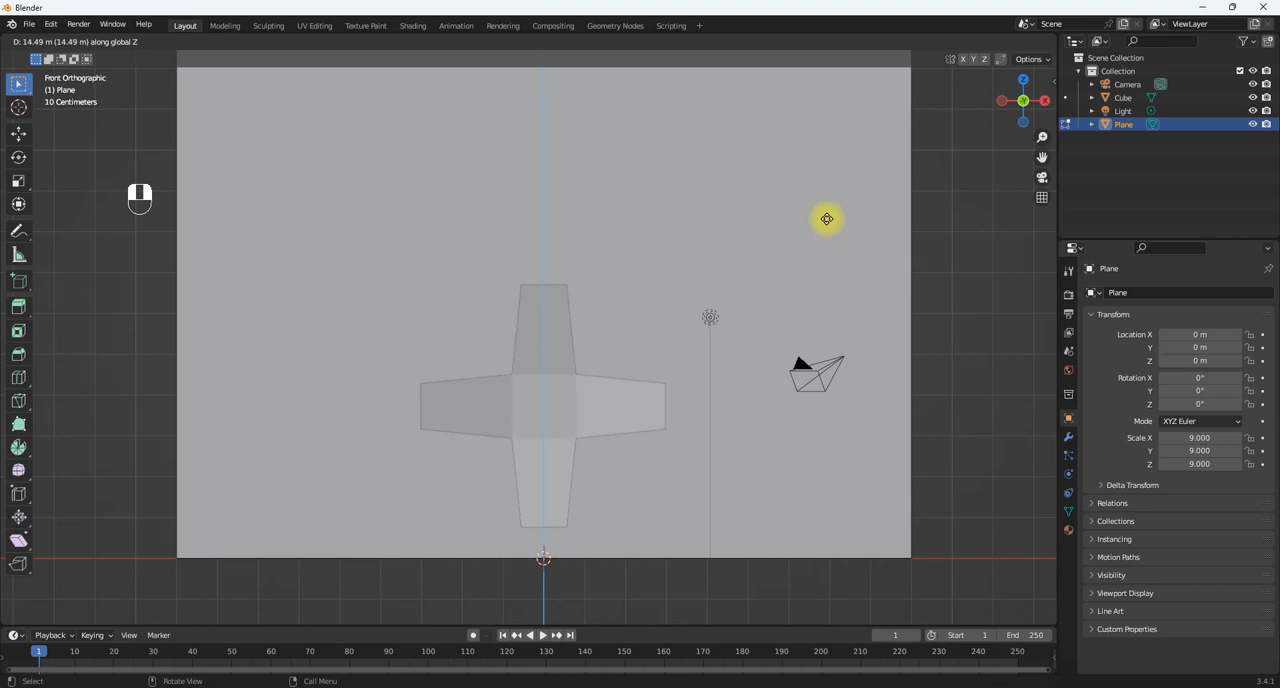 Blender
File Edit Render Window Help Layout Modeling Sculpting UV Editing Texture Paint Shading Animation Rendering Compositing Geometry Nodes Scripting + Scene ViewLayer
D: 14.49 m (14.49 m) along global Z
X Y Z Options
Front Orthographic
(1) Plane
10 Centimeters
Z
Y X
Scene Collection
Collection
Camera
Cube
Light
Plane
Plane
Plane
Transform
Location X 0 m
Y 0 m
Z 0 m
Rotation X 0°
Y 0°
Z 0°
Mode XYZ Euler
Scale X 9.000
Y 9.000
Z 9.000
Delta Transform
Relations
Collections
Instancing
Motion Paths
Visibility
Viewport Display
Line Art
Custom Properties
Playback Keying View Marker 1 Start 1 End 250
1 10 20 30 40 50 60 70 80 90 100 110 120 130 140 150 160 170 180 190 200 210 220 230 240 250
Select Rotate View Call Menu 3.4.1